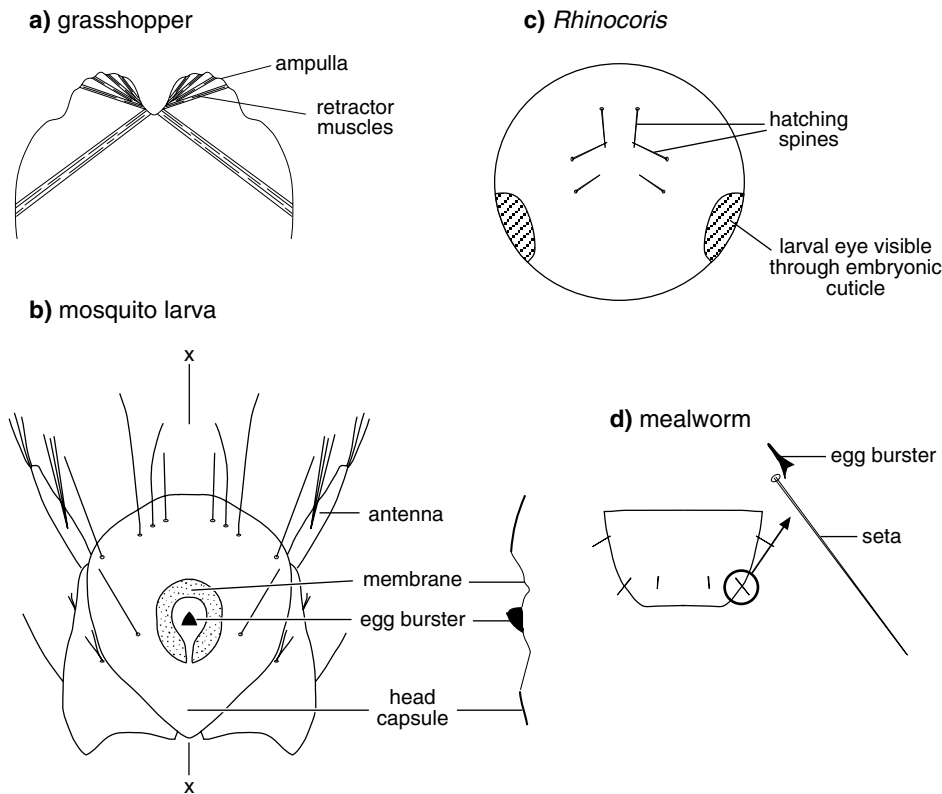 a) grasshopper
ampulla
retractor
muscles
c) Rhinocoris
hatching
spines
larval eye visible
through embryonic
cuticle
b) mosquito larva
x
antenna
membrane
egg burster
head
capsule
x
d) mealworm
egg burster
seta